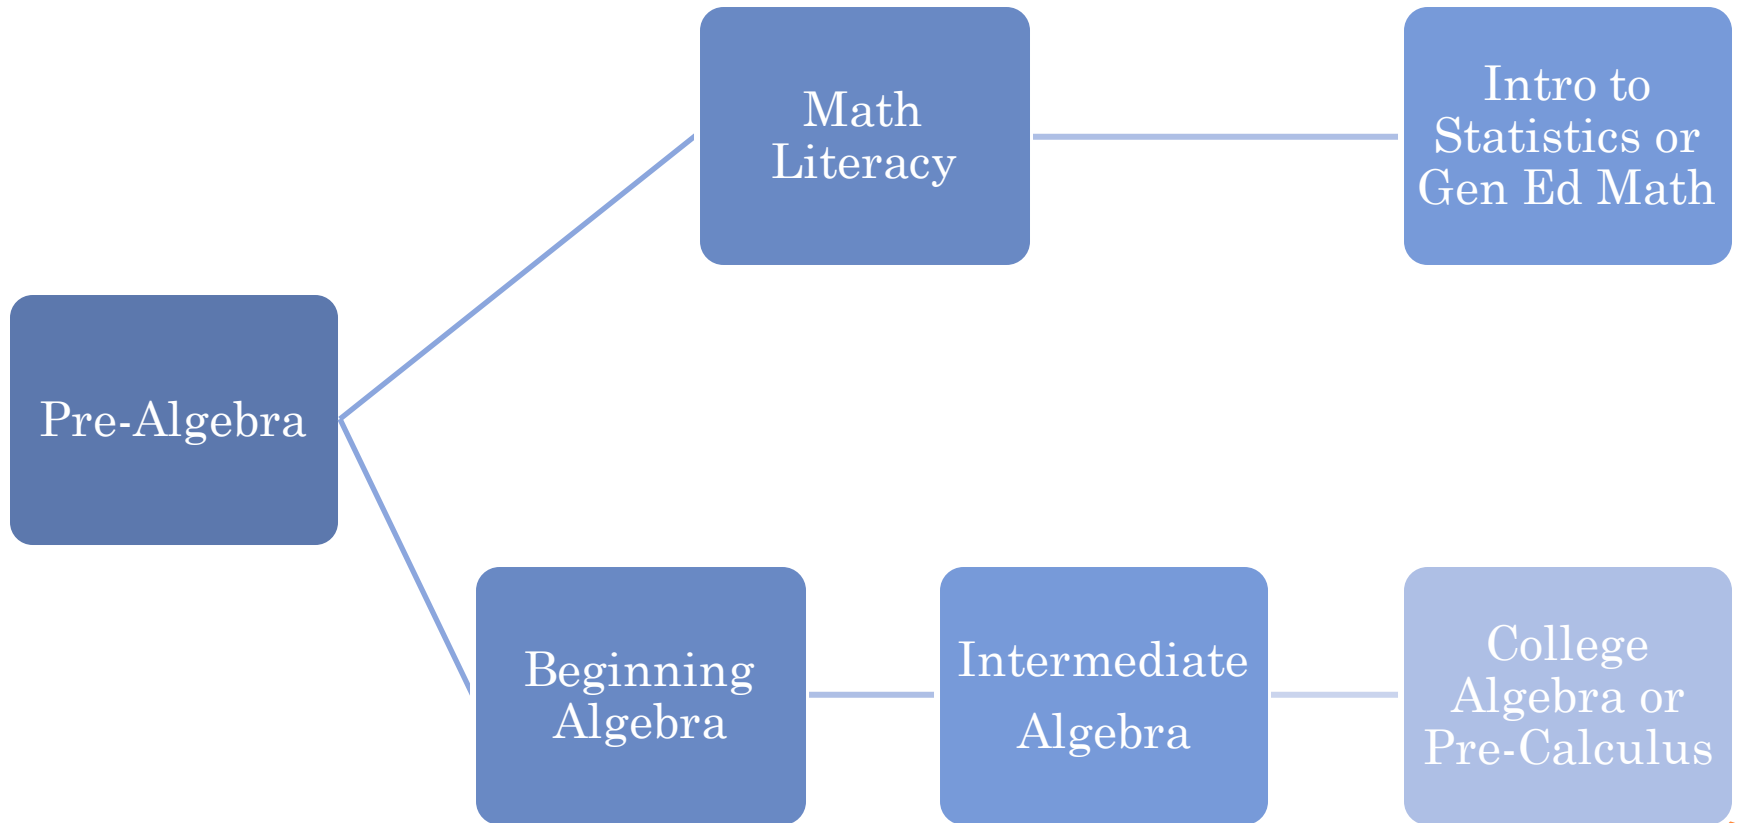 Math
Literacy
Intro to
Statistics or
Gen Ed Math
Pre-Algebra
Beginning
Algebra
Intermediate
Algebra
College
Algebra or
Pre-Calculus